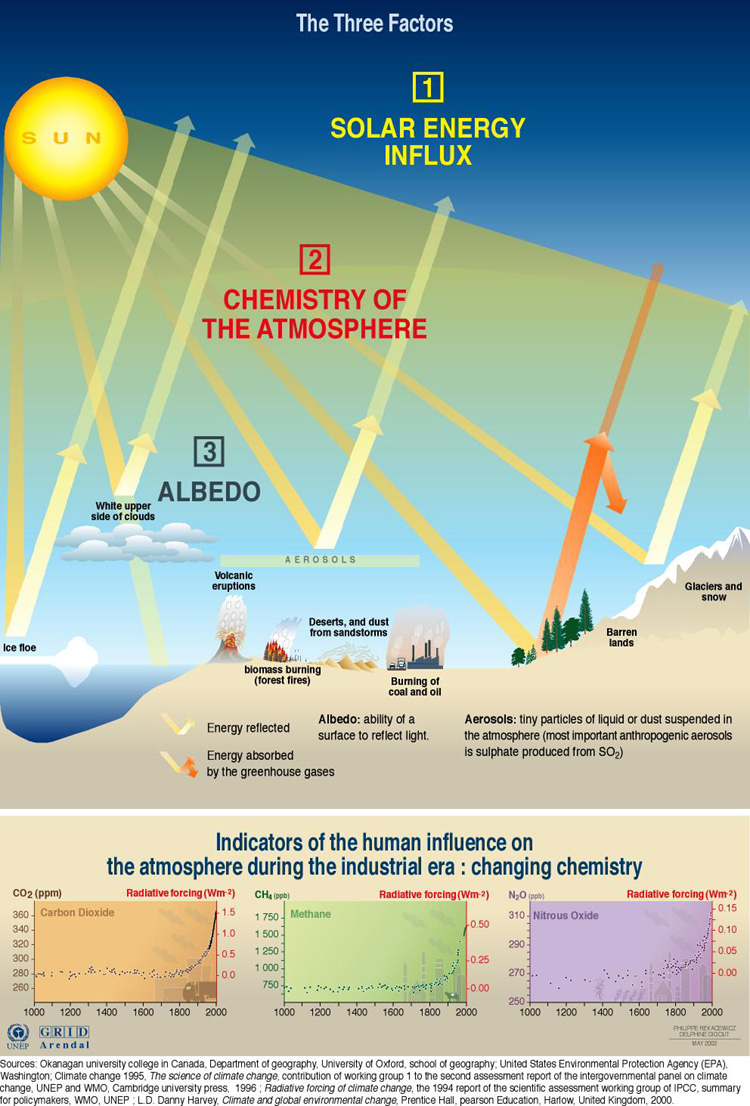 The Three Factors
1
SOLAR ENERGY
INFLUX
SUN
2
CHEMISTRY OF
THE ATMOSPHERE
3
ALBEDO
White upper
side of clouds
AEROSOLS
Volcanic
eruptions
Glaciers and
snow
Deserts, and dust
from sandstorms
Barren
lands
Ice floe
biomass burning
(forest fires)
Burning of
coal and oil
Energy reflected
Energy absorbed
by the greenhouse gases
Albedo: ability of a
surface to reflect light.
Aerosols: tiny particles of liquid or dust suspended in
the atmosphere (most important anthropogenic aerosols
is sulphate produced from SO2)
Indicators of the human influence on
the atmosphere during the industrial era : changing chemistry
CO2 (ppm) Radiative forcing (Wm-2)
Carbon Dioxide
360
340
320
300
280
260
1.5
1.0
0.5
0.0
1000 1200 1400 1600 1800 2000
CH4 (ppb) Radiative forcing (Wm-2)
Methane
1 750
1 500
1 250
1 000
750
0.50
0.25
0.00
1000 1200 1400 1600 1800 2000
N2O (ppb) Radiative forcing (Wm-2)
Nitrous Oxide
310
290
270
250
0.15
0.10
0.05
0.00
1000 1200 1400 1600 1800 2000
UNEP
GRID
Arendal
PHILIPPE REKACEWICZ
DELPHINE DIGOUT
MAY 2002
Sources: Okanagan university college in Canada, Department of geography, University of Oxford, school of geography; United States Environmental Protection Agency (EPA),
Washington; Climate change 1995, The science of climate change, contribution of working group 1 to the second assessment report of the intergovernmental panel on climate
change, UNEP and WMO, Cambridge university press, 1996 ; Radiative forcing of climate change, the 1994 report of the scientific assessment working group of IPCC, summary
for policymakers, WMO, UNEP ; L.D. Danny Harvey, Climate and global environmental change, Prentice Hall, pearson Education, Harlow, United Kingdom, 2000.